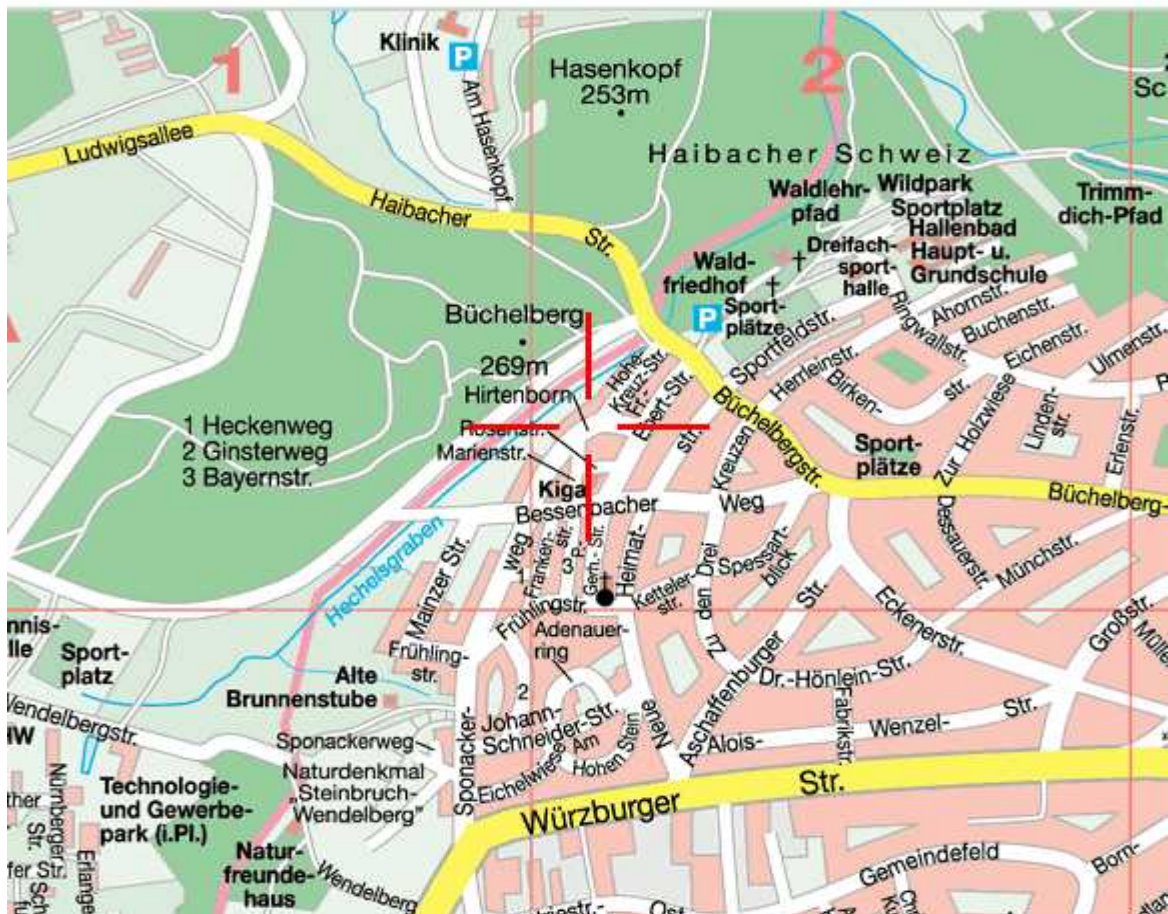 1
2
Klinik
P
Am Hasenkopf
Hasenkopf
253m
Ludwigsallee
Haibacher
Str.
Haibacher Schweiz
Waldlehr-
pfad
Wildpark
Sportplatz
Hallenbad
Haupt- u.
Grundschule
Trimm-
dich-Pfad
Dreifach-
sport-
halle
Wald-
friedhof
Sport-
plätze
P
Ringwallstr.
Ahornstr.
Buchenstr.
Eichenstr.
Ulmenstr.
Sportfeldstr.
Herrleinstr.
Birken-
str.
Linden-
str.
Erlenstr.
Zur Holzwiese
Büchelberg
269m
Hirtenborn
Rosenstr.
Marienstr.
Hohe-
Kreuz-Str.
Fr.-
Ebert-Str.
str.
Büchelbergstr.
Sport-
plätze
Büchelberg-
1 Heckenweg
2 Ginsterweg
3 Bayernstr.
Kiga
Bessenbacher
Weg
Kreuzen
den Drei
Zu
Hechelsgraben
Mainzer Str.
Weg
Franken-
str.
P.-
Gerh.-Str.
3
1
Heimat-
Ketteler-
str.
Spessart-
blick
Dessauerstr.
Münchstr.
Frühlingstr.
Adenauer-
ring
Eckenerstr.
Großstr.
Sport-
platz
Frühling-
str.
Alte
Brunnenstube
2
Johann-
Schneider-Str.
Aschaffenburger
Str.
Dr.-Hönlein-Str.
Fabrikstr.
Wendelbergstr.
Sponackerweg
Sponacker-
Eichelwiese
Am
Hohen Stein
Neue
Alois-
Wenzel-
Str.
Naturdenkmal
"Steinbruch-
Wendelberg"
Technologie-
und Gewerbe-
park (i.Pl.)
Nürnberger
Str.
Würzburger
Str.
Natur-
freunde-
haus
Wendelberg
Gemeindefeld
Born-